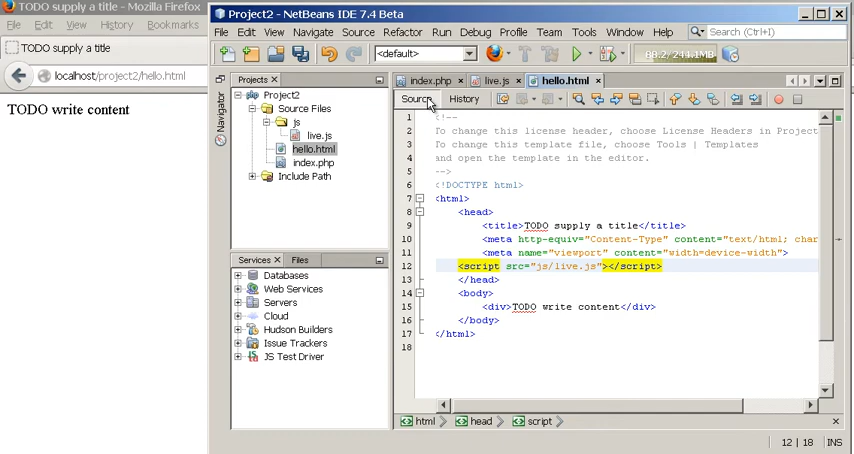 TODO supply a title - Mozilla Firefox
File Edit View History Bookmarks
TODO supply a title
localhost/project2/hello.html
TODO write content
Project2 - NetBeans IDE 7.4 Beta
File Edit View Navigate Source Refactor Run Debug Profile Team Tools Window Help
Search (Ctrl+I)
<default>
88.2/244.1MB
Navigator
Projects
Project2
Source Files
js
live.js
hello.html
index.php
Include Path
Services Files
Databases
Web Services
Servers
Cloud
Hudson Builders
Issue Trackers
JS Test Driver
index.php live.js hello.html
Source History
1 <!--
2 To change this license header, choose License Headers in Project
3 To change this template file, choose Tools | Templates
4 and open the template in the editor.
5 -->
6 <!DOCTYPE html>
7 <html>
8 <head>
9 <title>TODO supply a title</title>
10 <meta http-equiv="Content-Type" content="text/html; char
11 <meta name="viewport" content="width=device-width">
12 <script src="js/live.js"></script>
13 </head>
14 <body>
15 <div>TODO write content</div>
16 </body>
17 </html>
18
html head script
12 | 18 INS